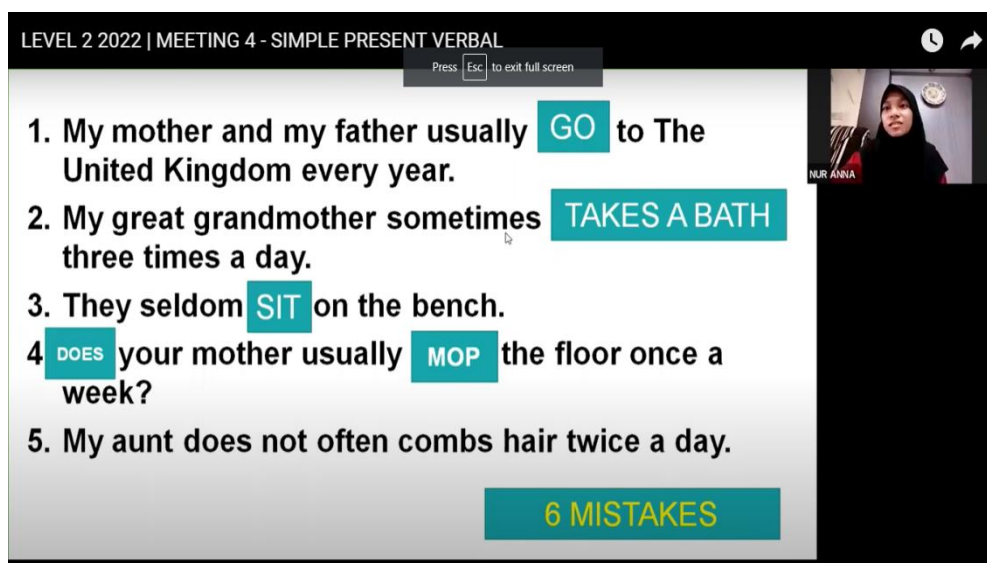 LEVEL 2 2022 | MEETING 4 - SIMPLE PRESENT VERBAL
Press Esc to exit full screen
1. My mother and my father usually GO to The
United Kingdom every year.
2. My great grandmother sometimes TAKES A BATH
three times a day.
3. They seldom SIT on the bench.
4 DOES your mother usually MOP the floor once a
week?
5. My aunt does not often combs hair twice a day.
6 MISTAKES
NUR ANNA